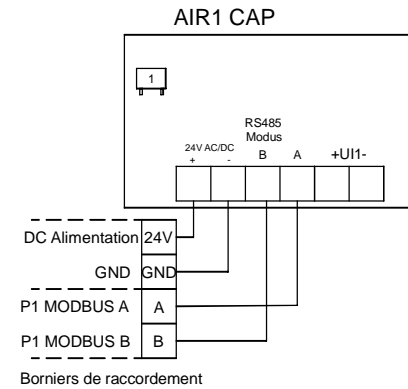 AIR1 CAP
1
RS485
Modus
24V AC/DC
+ - B A +UI1-
DC Alimentation 24V
GND GND
P1 MODBUS A A
P1 MODBUS B B
Borniers de raccordement